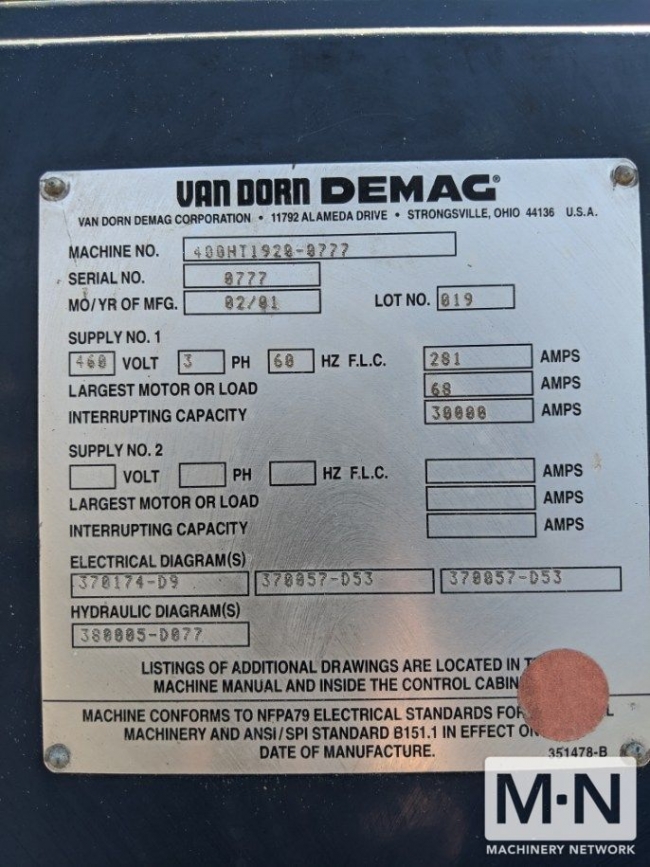 VAN DORN DEMAG®
VAN DORN DEMAG CORPORATION • 11792 ALAMEDA DRIVE • STRONGSVILLE, OHIO 44136 U.S.A.
MACHINE NO. 400HT1920-0777
SERIAL NO. 0777
MO/YR OF MFG. 02/01 LOT NO. 019
SUPPLY NO. 1
460 VOLT 3 PH 60 HZ F.L.C. 281 AMPS
LARGEST MOTOR OR LOAD 68 AMPS
INTERRUPTING CAPACITY 30000 AMPS
SUPPLY NO. 2
VOLT PH HZ F.L.C. AMPS
LARGEST MOTOR OR LOAD AMPS
INTERRUPTING CAPACITY AMPS
ELECTRICAL DIAGRAM(S)
370174-D9 370057-D53 370057-D53
HYDRAULIC DIAGRAM(S)
380005-D077
LISTINGS OF ADDITIONAL DRAWINGS ARE LOCATED IN
MACHINE MANUAL AND INSIDE THE CONTROL
MACHINE CONFORMS TO NFPA79 ELECTRICAL STANDARDS FOR
MACHINERY AND ANSI/SPI STANDARD B151.1 IN EFFECT ON
DATE OF MANUFACTURE. 351478-B
M·N
MACHINERY NETWORK